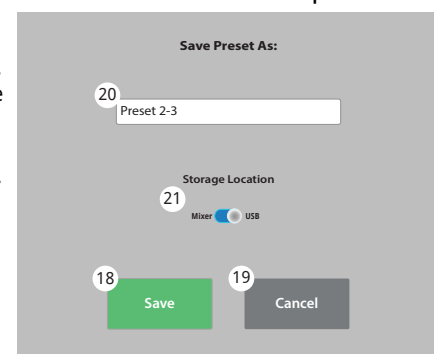 Save Preset As:
20
Preset 2-3
Storage Location
21
Mixer USB
18 19
Save Cancel